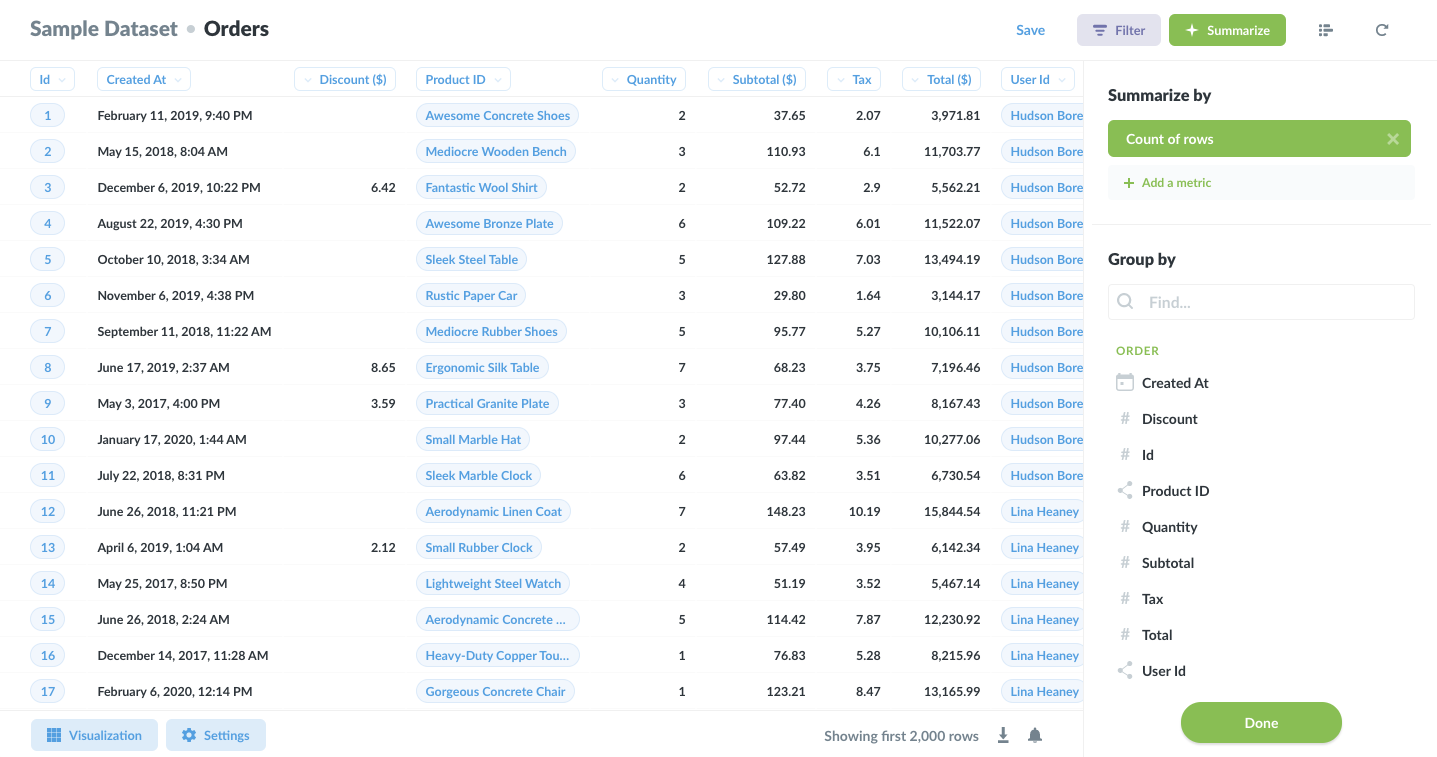 Sample Dataset • Orders
Save
Filter
Summarize
Id Created At Discount ($) Product ID Quantity Subtotal ($) Tax Total ($) User Id
1 February 11, 2019, 9:40 PM Awesome Concrete Shoes 2 37.65 2.07 3,971.81 Hudson Bore
2 May 15, 2018, 8:04 AM Mediocre Wooden Bench 3 110.93 6.1 11,703.77 Hudson Bore
3 December 6, 2019, 10:22 PM 6.42 Fantastic Wool Shirt 2 52.72 2.9 5,562.21 Hudson Bore
4 August 22, 2019, 4:30 PM Awesome Bronze Plate 6 109.22 6.01 11,522.07 Hudson Bore
5 October 10, 2018, 3:34 AM Sleek Steel Table 5 127.88 7.03 13,494.19 Hudson Bore
6 November 6, 2019, 4:38 PM Rustic Paper Car 3 29.80 1.64 3,144.17 Hudson Bore
7 September 11, 2018, 11:22 AM Mediocre Rubber Shoes 5 95.77 5.27 10,106.11 Hudson Bore
8 June 17, 2019, 2:37 AM 8.65 Ergonomic Silk Table 7 68.23 3.75 7,196.46 Hudson Bore
9 May 3, 2017, 4:00 PM 3.59 Practical Granite Plate 3 77.40 4.26 8,167.43 Hudson Bore
10 January 17, 2020, 1:44 AM Small Marble Hat 2 97.44 5.36 10,277.06 Hudson Bore
11 July 22, 2018, 8:31 PM Sleek Marble Clock 6 63.82 3.51 6,730.54 Hudson Bore
12 June 26, 2018, 11:21 PM Aerodynamic Linen Coat 7 148.23 10.19 15,844.54 Lina Heaney
13 April 6, 2019, 1:04 AM 2.12 Small Rubber Clock 2 57.49 3.95 6,142.34 Lina Heaney
14 May 25, 2017, 8:50 PM Lightweight Steel Watch 4 51.19 3.52 5,467.14 Lina Heaney
15 June 26, 2018, 2:24 AM Aerodynamic Concrete ... 5 114.42 7.87 12,230.92 Lina Heaney
16 December 14, 2017, 11:28 AM Heavy-Duty Copper Tou... 1 76.83 5.28 8,215.96 Lina Heaney
17 February 6, 2020, 12:14 PM Gorgeous Concrete Chair 1 123.21 8.47 13,165.99 Lina Heaney
Visualization
Settings
Showing first 2,000 rows
Summarize by
Count of rows
Add a metric
Group by
Find...
ORDER
Created At
# Discount
# Id
Product ID
# Quantity
# Subtotal
# Tax
# Total
User Id
Done